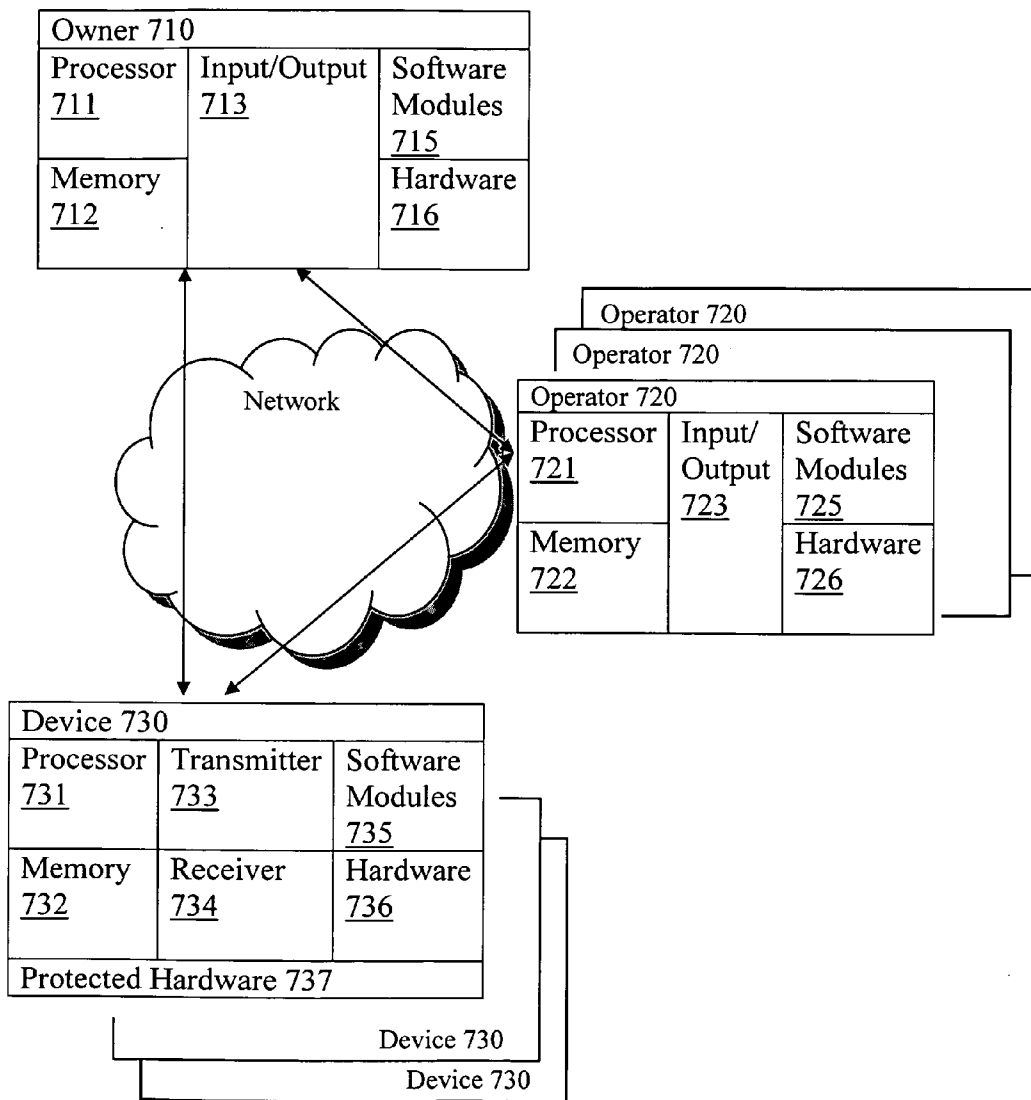 Owner 710
Processor
711
Input/Output
713
Software
Modules
715
Memory
712
Hardware
716
Network
Operator 720
Operator 720
Operator 720
Processor
721
Input/
Output
723
Software
Modules
725
Memory
722
Hardware
726
Device 730
Processor
731
Transmitter
733
Software
Modules
735
Memory
732
Receiver
734
Hardware
736
Protected Hardware 737
Device 730
Device 730